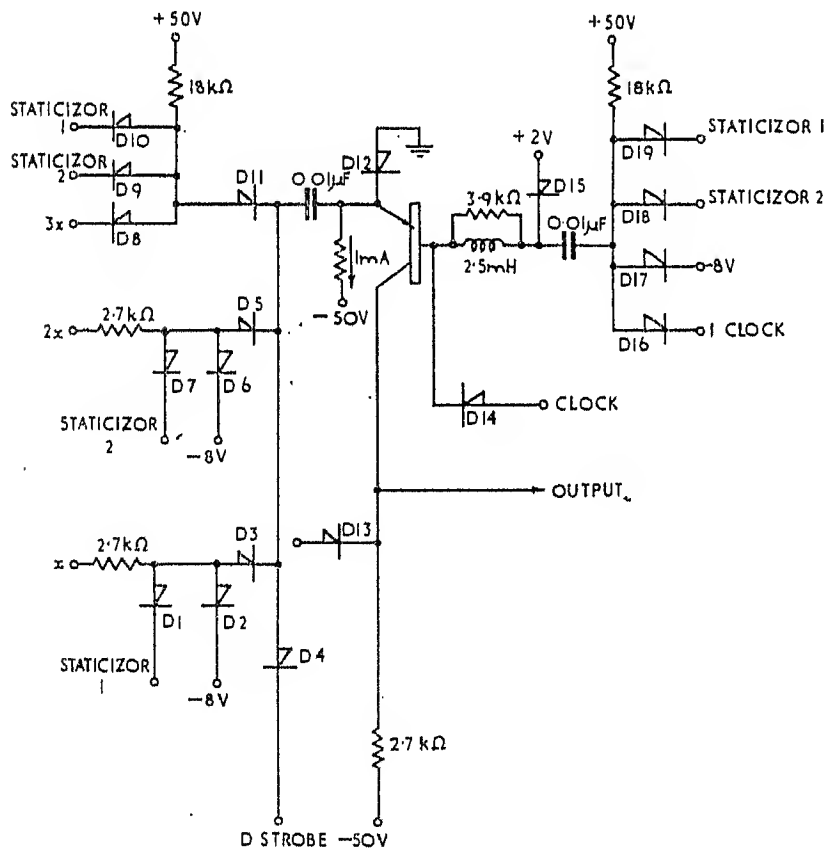 +50V
+50V
18kΩ
18kΩ
STATICIZOR
1
D10
STATICIZOR
2
D9
3x
D8
D11
0.01μF
D12
+2V
D15
3.9kΩ
0.01μF
2.5mH
D19
STATICIZOR 1
D18
STATICIZOR 2
D17
-8V
D16
1 CLOCK
1mA
-50V
2.7kΩ
2x
D5
D7
D6
STATICIZOR
2
-8V
D14
CLOCK
OUTPUT
D13
2.7kΩ
x
D3
D1
D2
STATICIZOR
1
-8V
D4
2.7kΩ
D STROBE
-50V